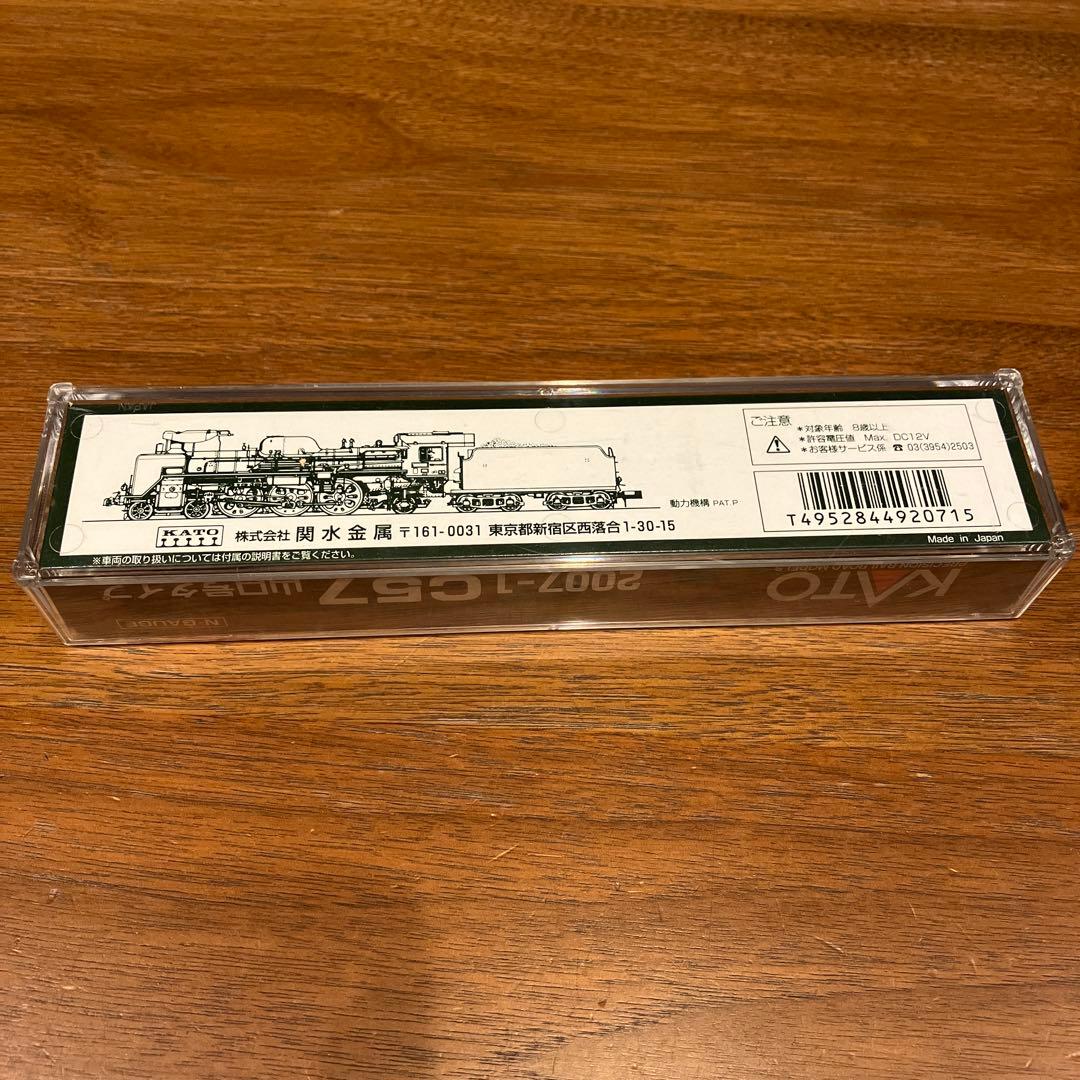 ご注意
*対象年齢 8歳以上
*許容電圧値 Max. DC12V
*お客様サービス係 ☎ 03(3954)2503
動力機構 PAT.P
T4952844920715
KATO
株式会社 関水金属 〒161-0031 東京都新宿区西落合1-30-15
※車両の取り扱いについては付属の説明書をご覧ください。
Made in Japan
KATO
PRECISION RAILROAD MODELS
2007-1 C57 山口号タイプ
N-GAUGE